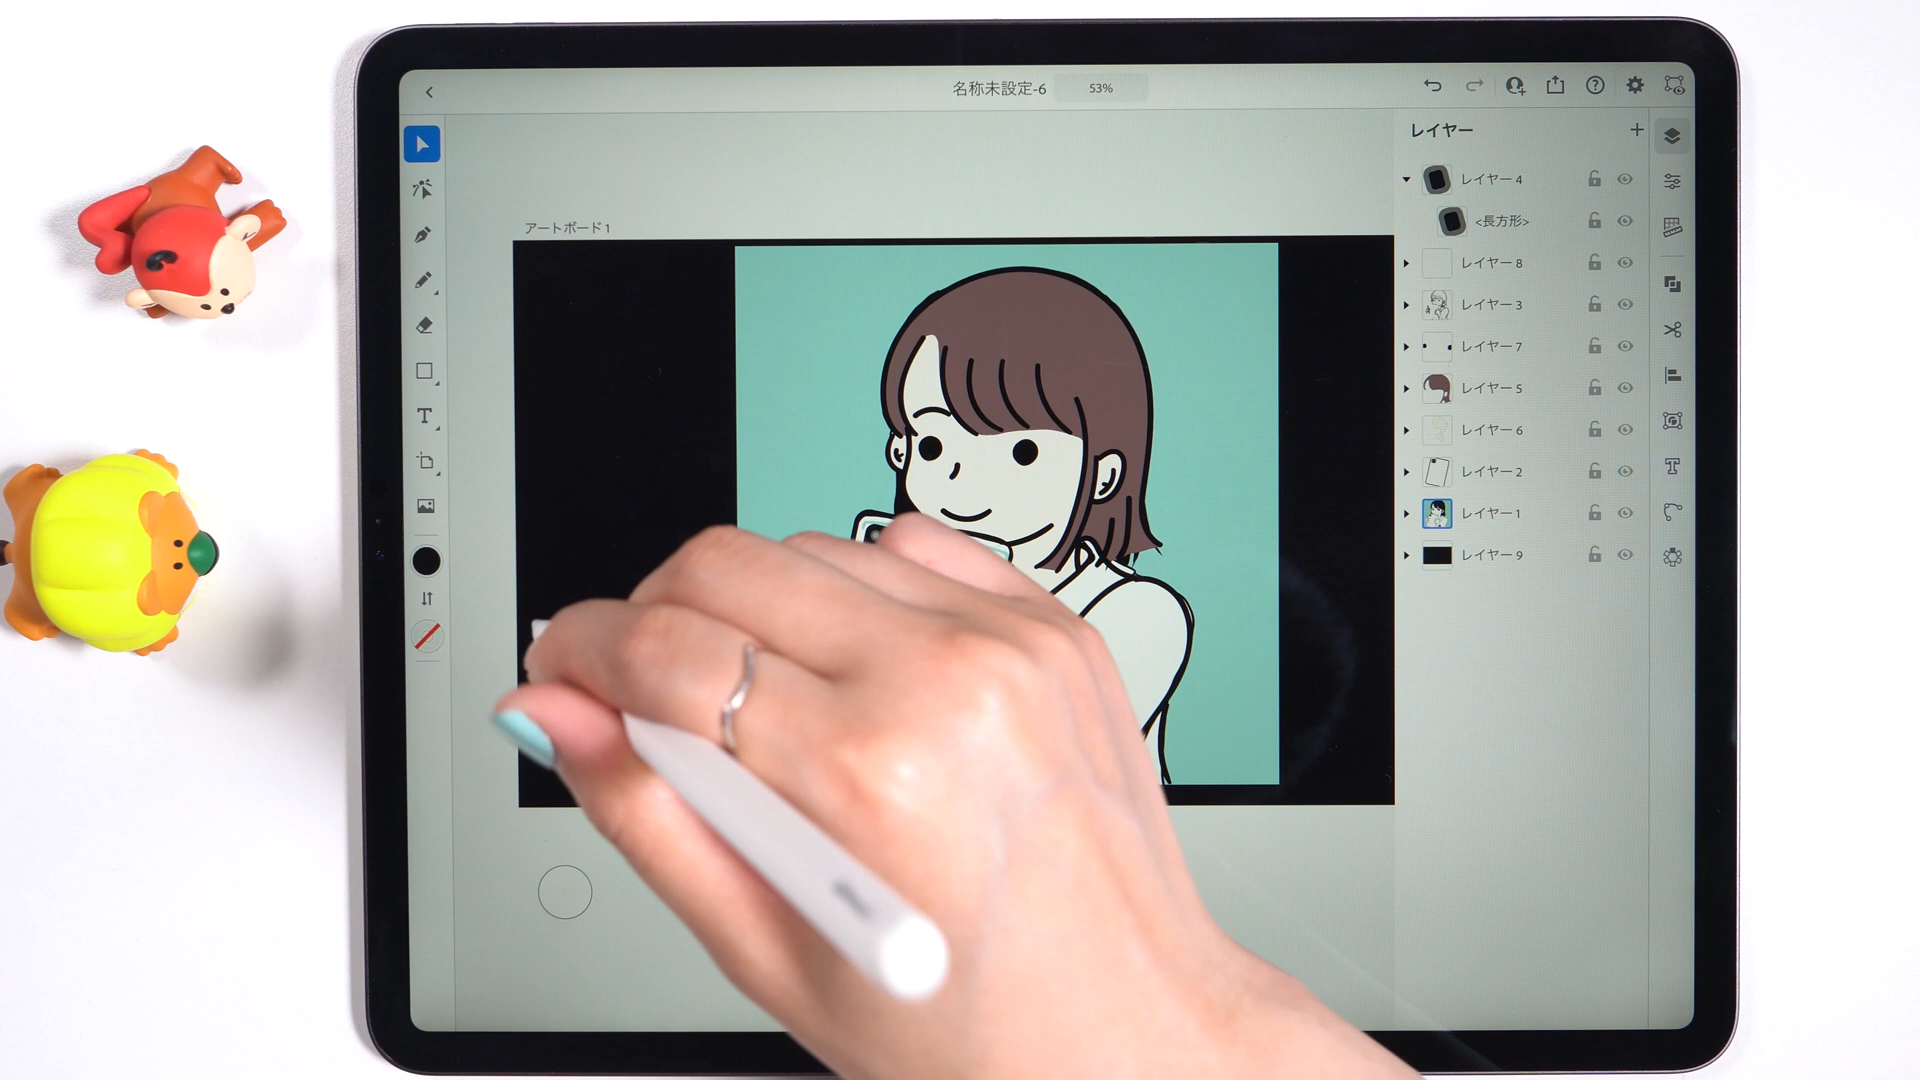 名称未設定-6
53%
レイヤー
レイヤー 4
<長方形>
レイヤー 8
レイヤー 3
レイヤー 7
レイヤー 5
レイヤー 6
レイヤー 2
レイヤー 1
レイヤー 9
アートボード 1